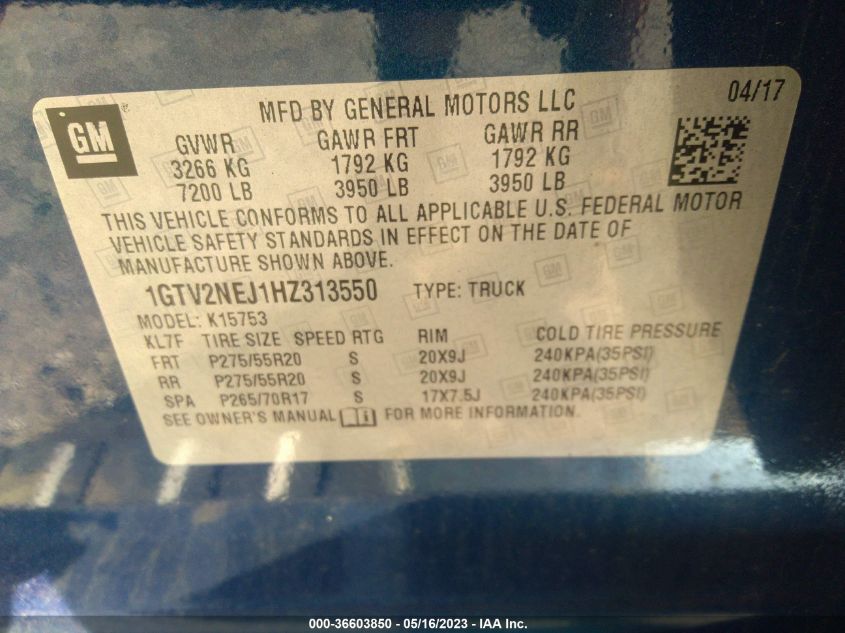 04/17
GM
MFD BY GENERAL MOTORS LLC
GVWR GAWR FRT GAWR RR
3266 KG 1792 KG 1792 KG
7200 LB 3950 LB 3950 LB
THIS VEHICLE CONFORMS TO ALL APPLICABLE U.S. FEDERAL MOTOR
VEHICLE SAFETY STANDARDS IN EFFECT ON THE DATE OF
MANUFACTURE SHOWN ABOVE.
1GTV2NEJ1HZ313550 TYPE: TRUCK
MODEL: K15753
KL7F TIRE SIZE SPEED RTG RIM COLD TIRE PRESSURE
FRT P275/55R20 S 20X9J 240KPA(35PSI)
RR P275/55R20 S 20X9J 240KPA(35PSI)
SPA P265/70R17 S 17X7.5J 240KPA(35PSI)
SEE OWNER'S MANUAL FOR MORE INFORMATION.
000-36603850 - 05/16/2023 - IAA Inc.